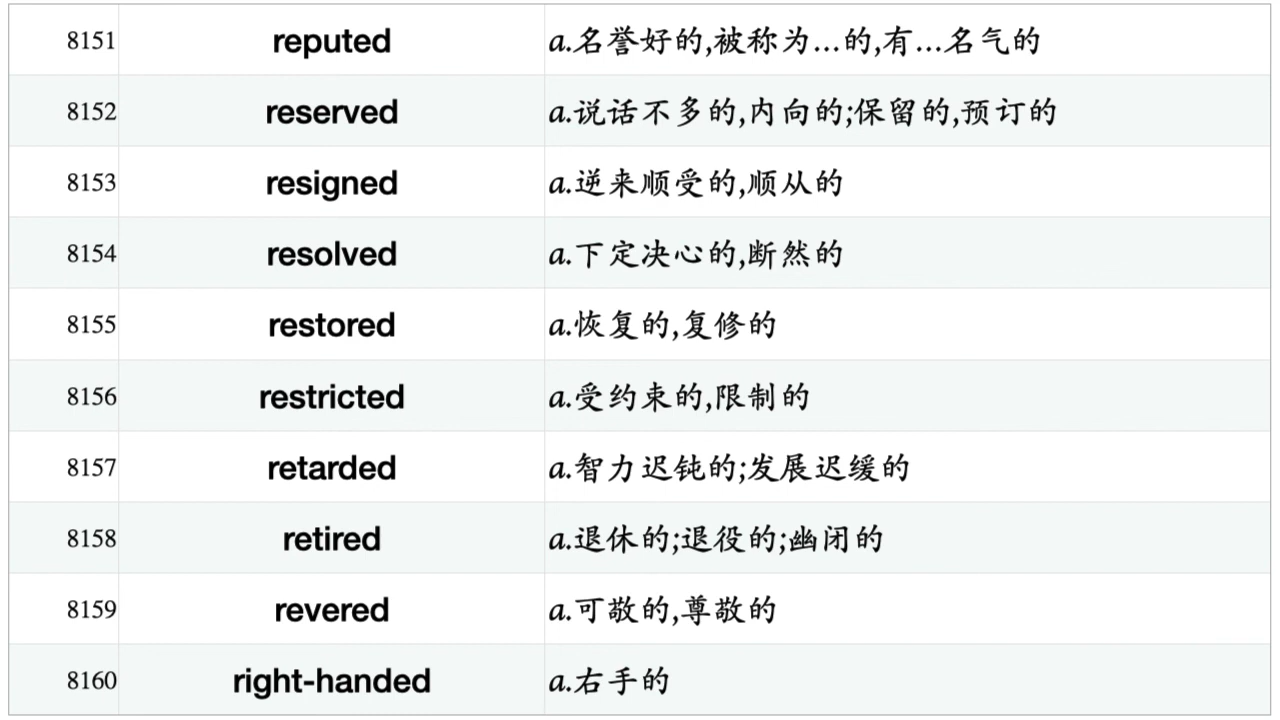 8151 reputed a.名誉好的,被称为…的,有…名气的
8152 reserved a.说话不多的,内向的;保留的,预订的
8153 resigned a.逆来顺受的,顺从的
8154 resolved a.下定决心的,断然的
8155 restored a.恢复的,复修的
8156 restricted a.受约束的,限制的
8157 retarded a.智力迟钝的;发展迟缓的
8158 retired a.退休的;退役的;幽闭的
8159 revered a.可敬的,尊敬的
8160 right-handed a.右手的